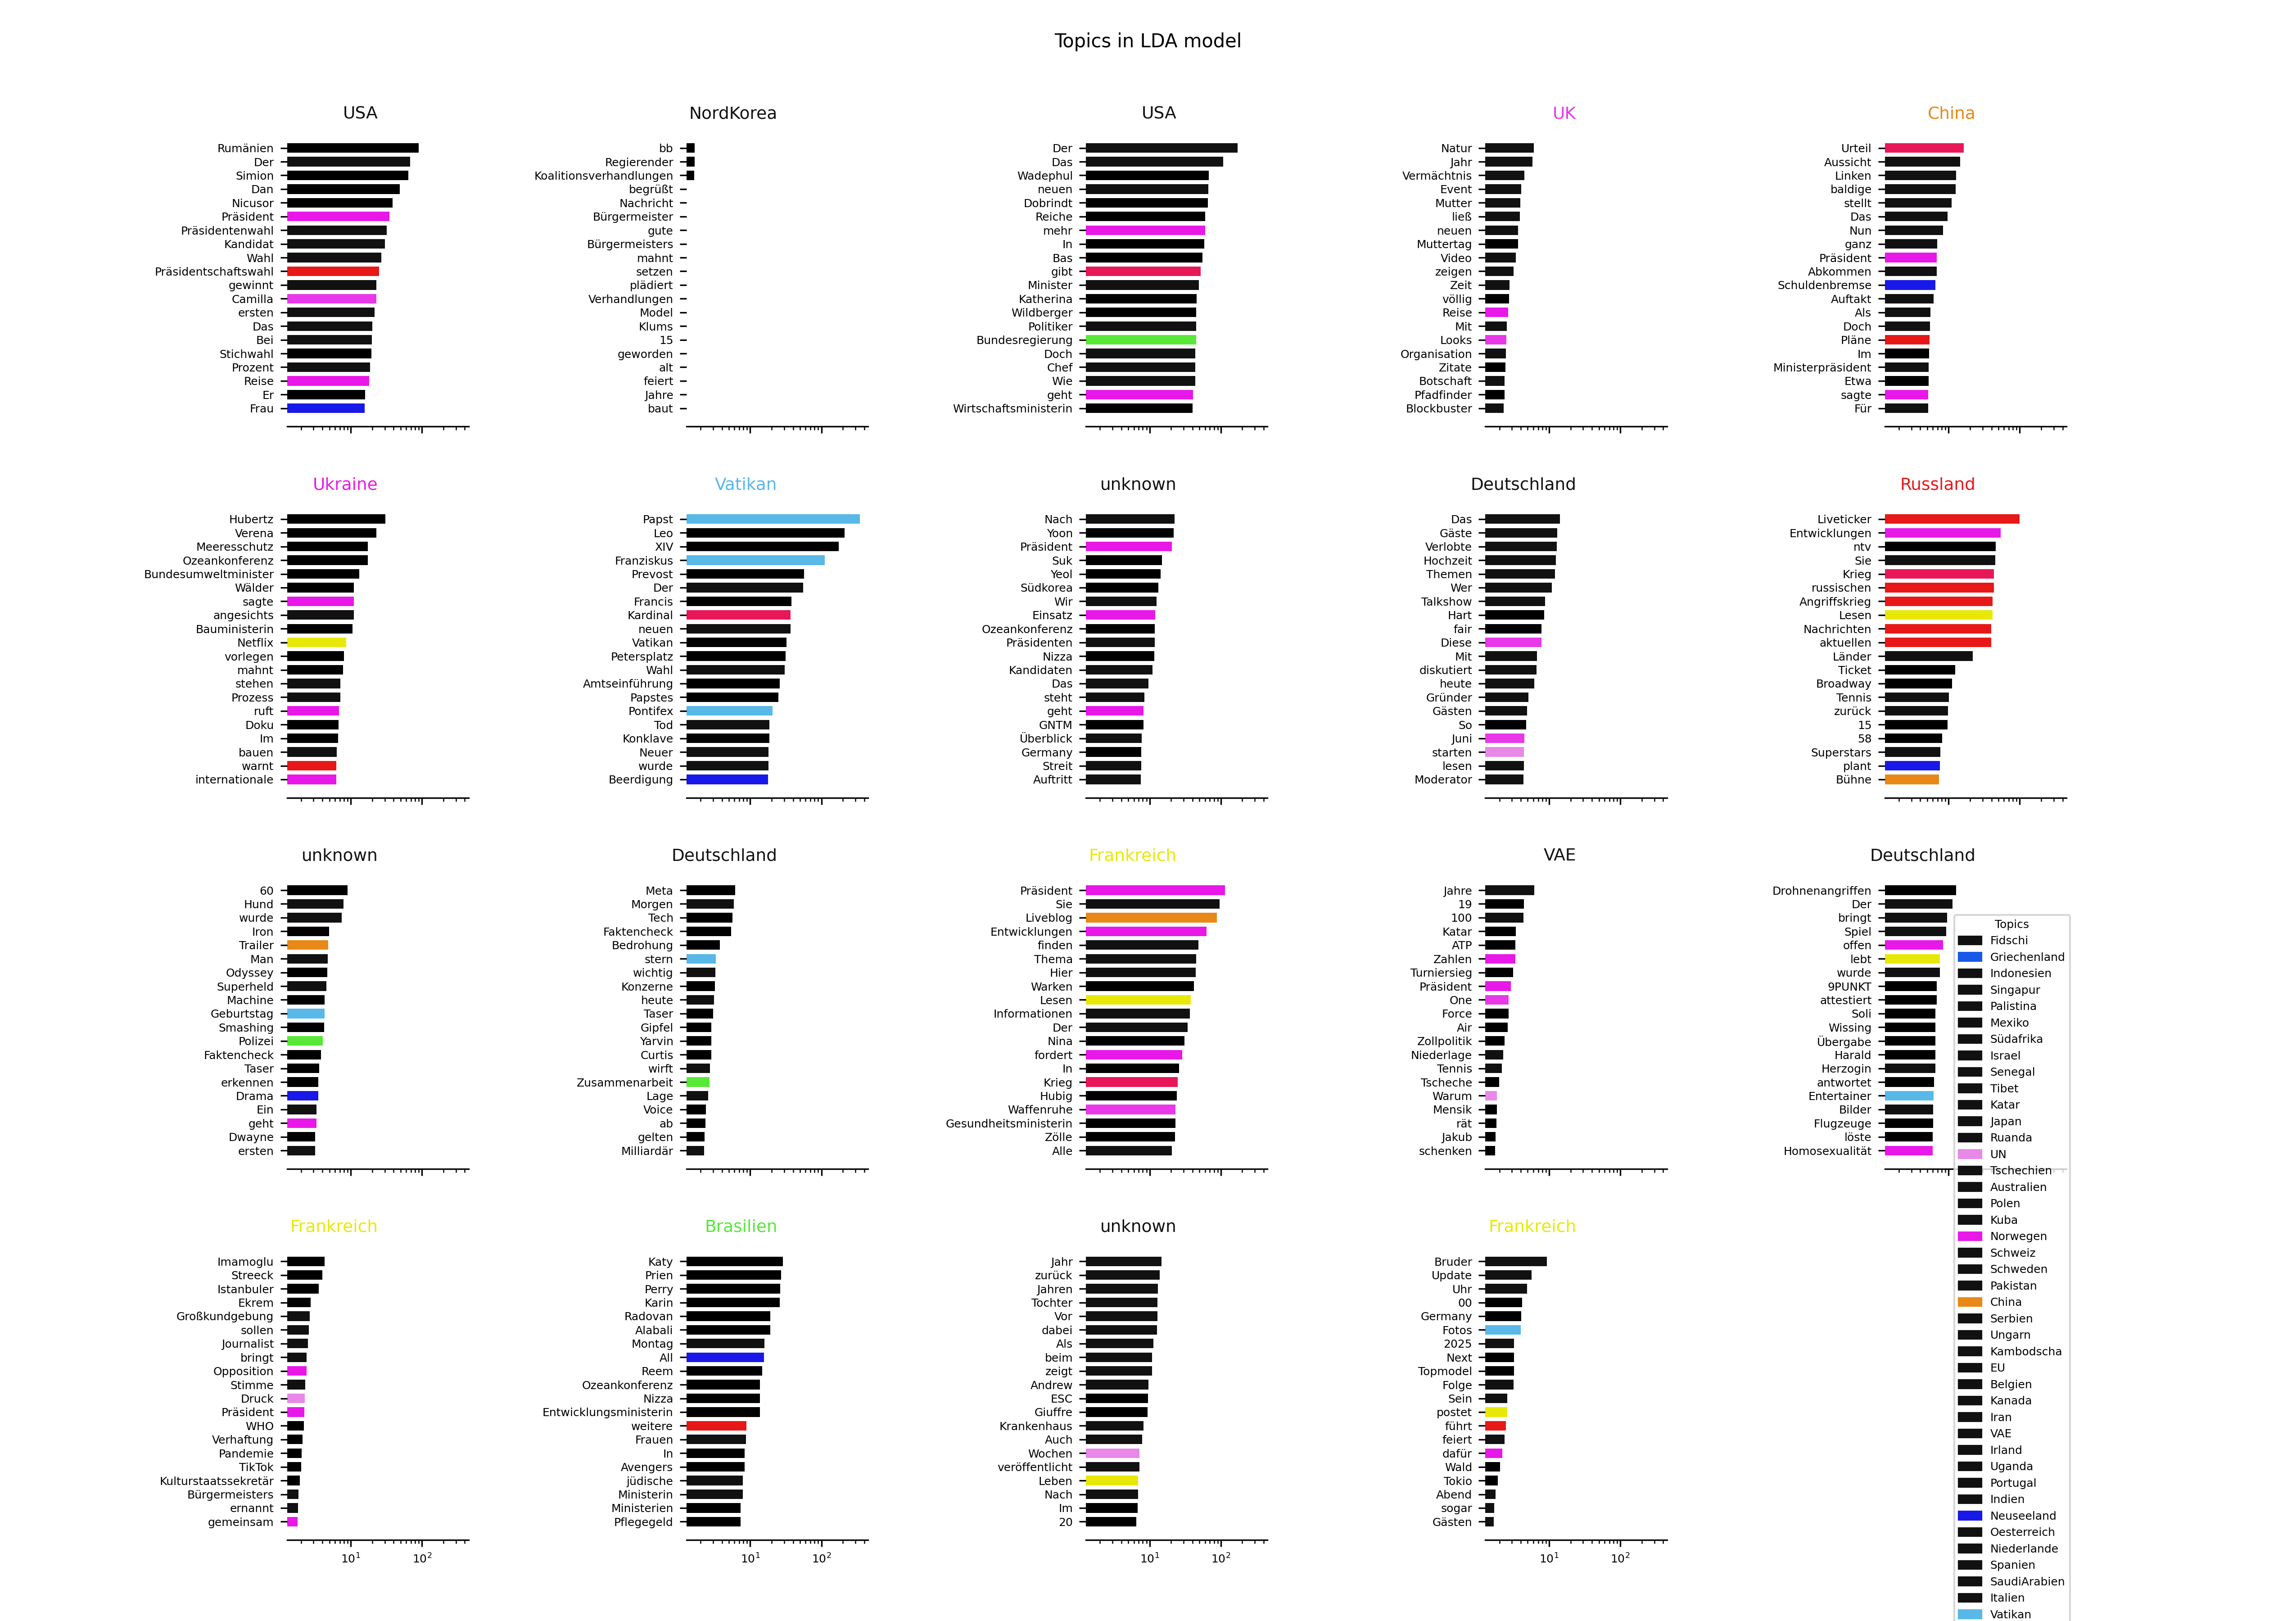 Topics in LDA model
USA
Rumänien
Der
Simion
Dan
Nicusor
Präsident
Präsidentenwahl
Kandidat
Wahl
Präsidentschaftswahl
gewinnt
Camilla
ersten
Das
Bei
Stichwahl
Prozent
Reise
Er
Frau
NordKorea
bb
Regierender
Koalitionsverhandlungen
begrüßt
Nachricht
Bürgermeister
gute
Bürgermeisters
mahnt
setzen
plädiert
Verhandlungen
Model
Klums
15
geworden
alt
feiert
Jahre
baut
USA
Der
Das
Wadephul
neuen
Dobrindt
Reiche
mehr
In
Bas
gibt
Minister
Katherina
Wildberger
Politiker
Bundesregierung
Doch
Chef
Wie
geht
Wirtschaftsministerin
UK
Natur
Jahr
Vermächtnis
Event
Mutter
ließ
neuen
Muttertag
Video
zeigen
Zeit
völlig
Reise
Mit
Looks
Organisation
Zitate
Botschaft
Pfadfinder
Blockbuster
China
Urteil
Aussicht
Linken
baldige
stellt
Das
Nun
ganz
Präsident
Abkommen
Schuldenbremse
Auftakt
Als
Doch
Pläne
Im
Ministerpräsident
Etwa
sagte
Für
Ukraine
Hubertz
Verena
Meeresschutz
Ozeankonferenz
Bundesumweltminister
Wälder
sagte
angesichts
Bauministerin
Netflix
vorlegen
mahnt
stehen
Prozess
ruft
Doku
Im
bauen
warnt
internationale
Vatikan
Papst
Leo
XIV
Franziskus
Prevost
Der
Francis
Kardinal
neuen
Vatikan
Petersplatz
Wahl
Amtseinführung
Papstes
Pontifex
Tod
Konklave
Neuer
wurde
Beerdigung
unknown
Nach
Yoon
Präsident
Suk
Yeol
Südkorea
Wir
Einsatz
Ozeankonferenz
Präsidenten
Nizza
Kandidaten
Das
steht
geht
GNTM
Überblick
Germany
Streit
Auftritt
Deutschland
Das
Gäste
Verlobte
Hochzeit
Themen
Wer
Talkshow
Hart
fair
Diese
Mit
diskutiert
heute
Gründer
Gästen
So
Juni
starten
lesen
Moderator
Russland
Liveticker
Entwicklungen
ntv
Sie
Krieg
russischen
Angriffskrieg
Lesen
Nachrichten
aktuellen
Länder
Ticket
Broadway
Tennis
zurück
15
58
Superstars
plant
Bühne
unknown
60
Hund
wurde
Iron
Trailer
Man
Odyssey
Superheld
Machine
Geburtstag
Smashing
Polizei
Faktencheck
Taser
erkennen
Drama
Ein
geht
Dwayne
ersten
Deutschland
Meta
Morgen
Tech
Faktencheck
Bedrohung
stern
wichtig
Konzerne
heute
Taser
Gipfel
Yarvin
Curtis
wirft
Zusammenarbeit
Lage
Voice
ab
gelten
Milliardär
Frankreich
Präsident
Sie
Liveblog
Entwicklungen
finden
Thema
Hier
Warken
Lesen
Informationen
Der
Nina
fordert
In
Krieg
Hubig
Waffenruhe
Gesundheitsministerin
Zölle
Alle
VAE
Jahre
19
100
Katar
ATP
Zahlen
Turniersieg
Präsident
One
Force
Air
Zollpolitik
Niederlage
Tennis
Tscheche
Warum
Mensik
rät
Jakub
schenken
Deutschland
Drohnenangriffen
Der
bringt
Spiel
offen
lebt
wurde
9PUNKT
attestiert
Soli
Wissing
Übergabe
Harald
Herzogin
antwortet
Entertainer
Bilder
Flugzeuge
löste
Homosexualität
Frankreich
Imamoglu
Streeck
Istanbuler
Ekrem
Großkundgebung
sollen
Journalist
bringt
Opposition
Stimme
Druck
Präsident
WHO
Verhaftung
Pandemie
TikTok
Kulturstaatssekretär
Bürgermeisters
ernannt
gemeinsam
10¹ 10²
Brasilien
Katy
Prien
Perry
Karin
Radovan
Alabali
Montag
All
Reem
Ozeankonferenz
Nizza
Entwicklungsministerin
weitere
Frauen
In
Avengers
jüdische
Ministerin
Ministerien
Pflegegeld
10¹ 10²
unknown
Jahr
zurück
Jahren
Tochter
Vor
dabei
Als
beim
zeigt
Andrew
ESC
Giuffre
Krankenhaus
Auch
Wochen
veröffentlicht
Leben
Nach
Im
20
10¹ 10²
Frankreich
Bruder
Update
Uhr
00
Germany
Fotos
2025
Next
Topmodel
Folge
Sein
postet
führt
feiert
dafür
Wald
Tokio
Abend
sogar
Gästen
10¹ 10²
Topics
Fidschi
Griechenland
Indonesien
Singapur
Palistina
Mexiko
Südafrika
Israel
Senegal
Tibet
Katar
Japan
Ruanda
UN
Tschechien
Australien
Polen
Kuba
Norwegen
Schweiz
Schweden
Pakistan
China
Serbien
Ungarn
Kambodscha
EU
Belgien
Kanada
Iran
VAE
Irland
Uganda
Portugal
Indien
Neuseeland
Oesterreich
Niederlande
Spanien
SaudiArabien
Italien
Vatikan